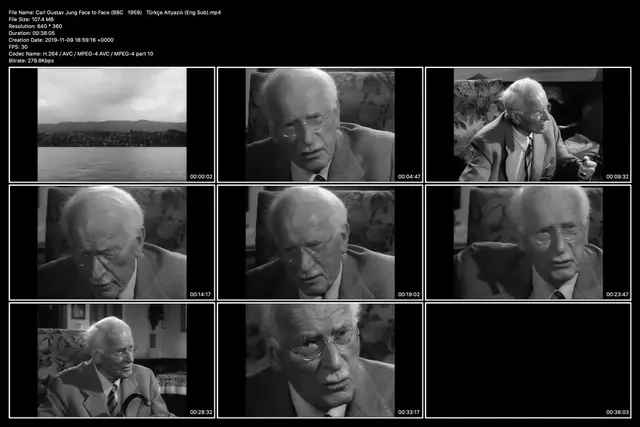 File Name: Carl Gustav Jung Face to Face (BBC 1959) Türkçe Altyazılı (Eng Sub).mp4
File Size: 107.4 MB
Resolution: 640 * 360
Duration: 00:38:05
Creation Date: 2019-11-09 18:59:16 +0000
FPS: 30
Codec Name: H.264 / AVC / MPEG-4 AVC / MPEG-4 part 10
Bitrate: 279.8Kbps
00:00:02
00:04:47
00:09:32
00:14:17
00:19:02
00:23:47
00:28:32
00:33:17
00:38:03